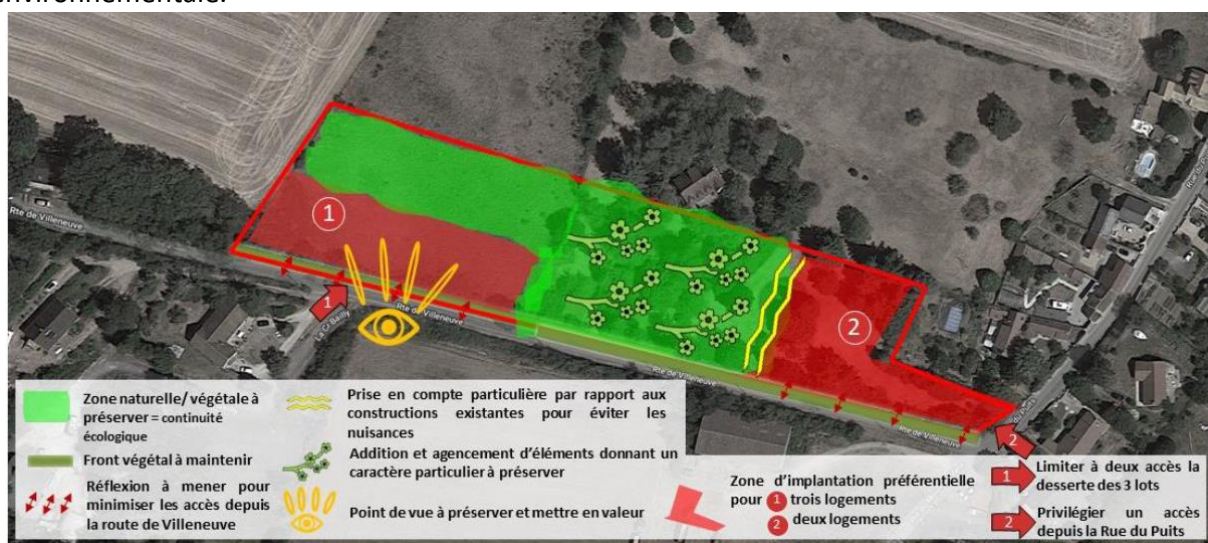 environnementale.
1
2
Rte de Villeneuve
Rte de Villeneuve
Rte de Villeneuve
Rte de Villeneuve
1
2
Zone naturelle/ végétale à
préserver = continuité
écologique
Front végétal à maintenir
Réflexion à mener pour
minimiser les accès depuis
la route de Villeneuve
Prise en compte particulière par rapport aux
constructions existantes pour éviter les
nuisances
Addition et agencement d'éléments donnant un
caractère particulier à préserver
Point de vue à préserver et mettre en valeur
Zone d'implantation préférentielle
pour 1 trois logements
2 deux logements
1 Limiter à deux accès la
desserte des 3 lots
2 Privilégier un accès
depuis la Rue du Puits